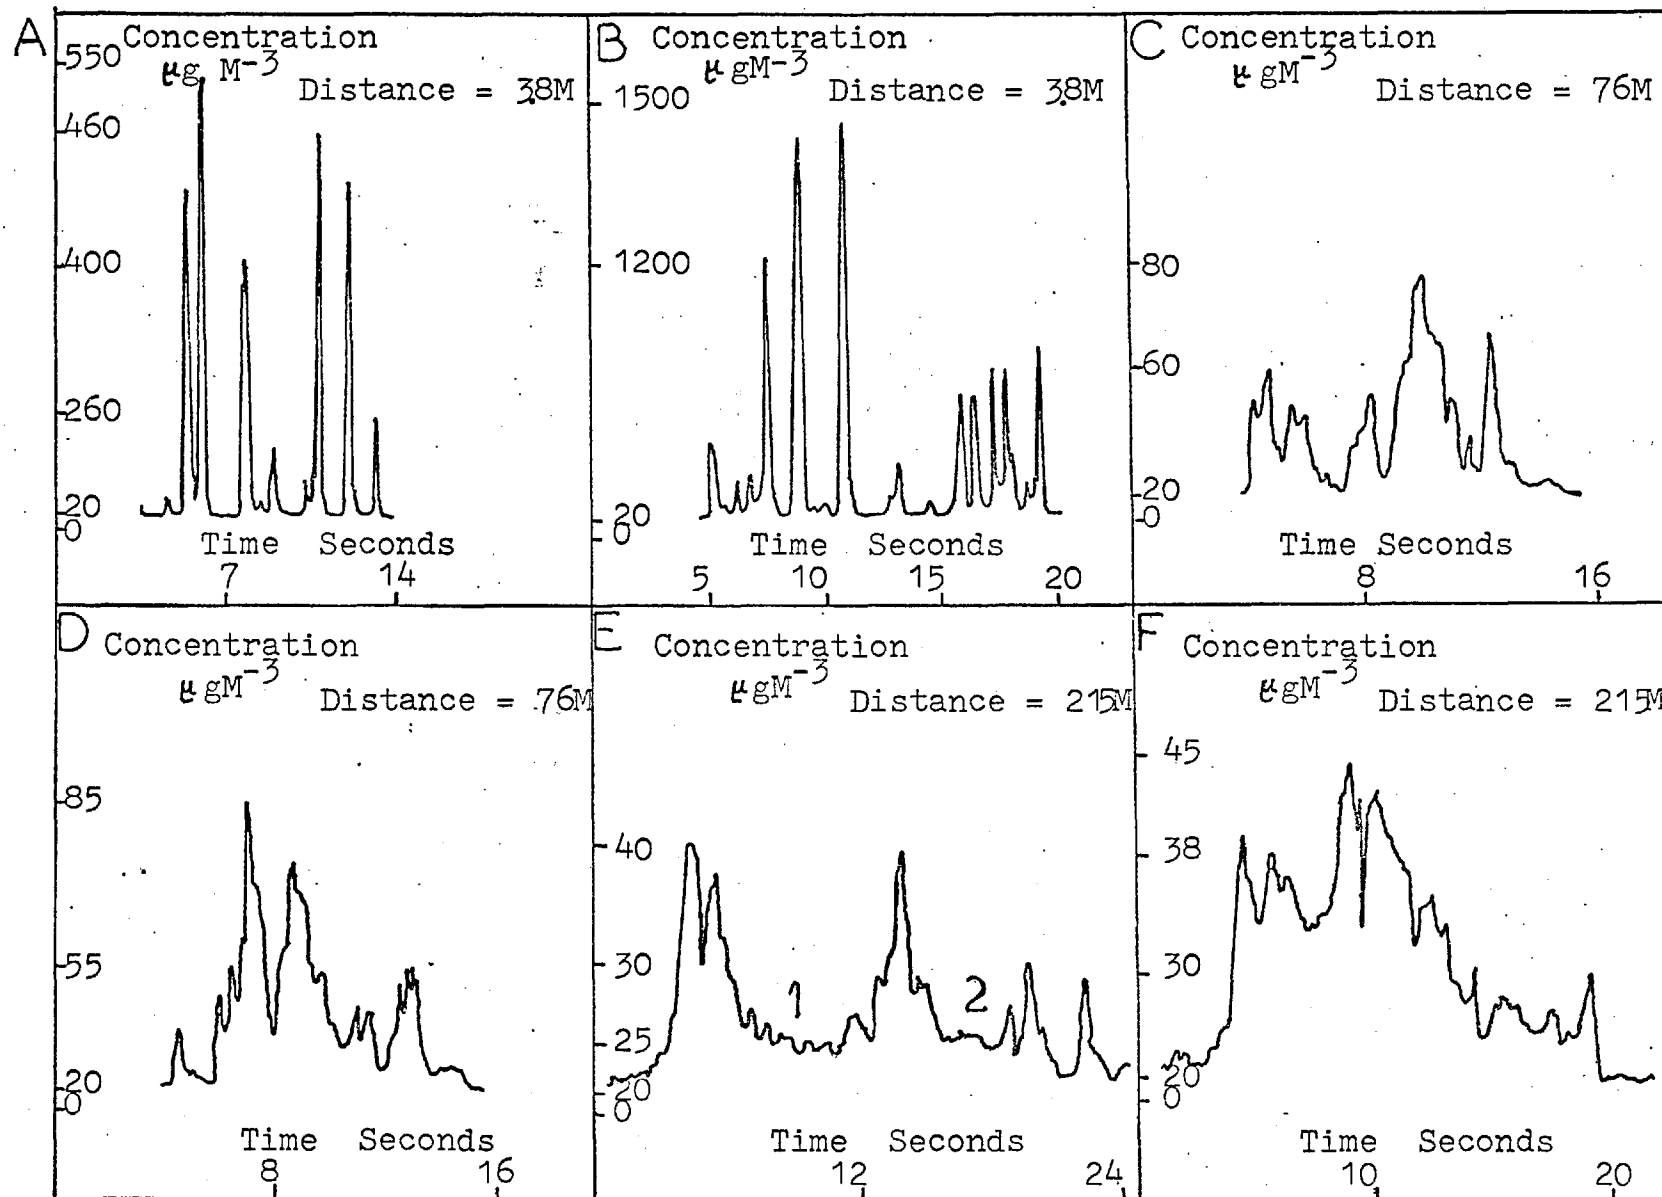 A
Concentration
µg M-3
Distance = 3.8M
550
460
400
260
20
0
Time Seconds
7 14
B
Concentration
µgM-3
Distance = 3.8M
1500
1200
20
0
Time Seconds
5 10 15 20
C
Concentration
µgM-3
Distance = 76M
80
60
20
0
Time Seconds
8 16
D
Concentration
µgM-3
Distance = 76M
85
55
20
0
Time Seconds
8 16
E
Concentration
µgM-3
Distance = 215M
40
30
25
20
0
1 2
Time Seconds
12 24
F
Concentration
µgM-3
Distance = 215M
45
38
30
20
0
Time Seconds
10 20